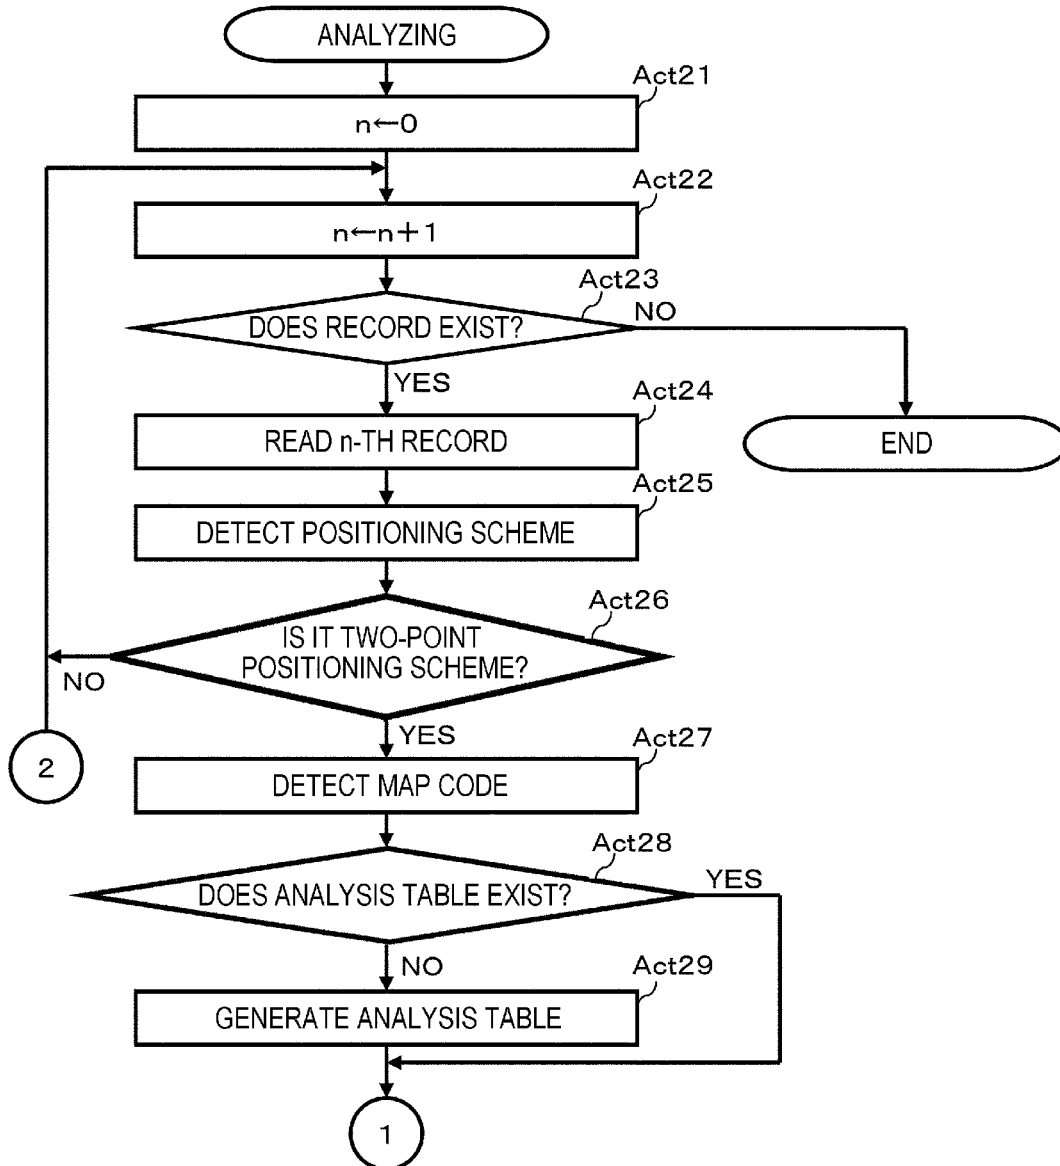 ANALYZING
Act21
n←0
Act22
n←n+1
Act23
DOES RECORD EXIST?
NO
YES
Act24
READ n-TH RECORD
END
Act25
DETECT POSITIONING SCHEME
Act26
IS IT TWO-POINT
POSITIONING SCHEME?
NO
YES
2
Act27
DETECT MAP CODE
Act28
DOES ANALYSIS TABLE EXIST?
YES
NO
Act29
GENERATE ANALYSIS TABLE
1